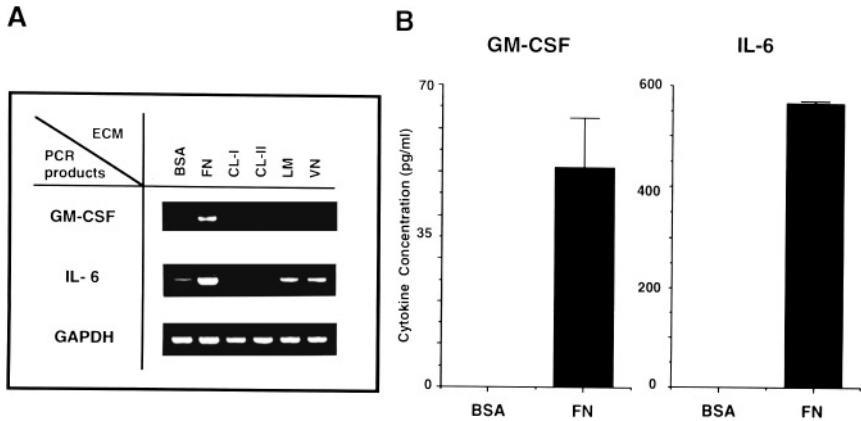 A
ECM
PCR
products
BSA
FN
CL-I
CL-II
LM
VN
GM-CSF
IL- 6
GAPDH
B
GM-CSF
IL-6
Cytokine Concentration (pg/ml)
70
35
0
BSA
FN
600
400
200
0
BSA
FN